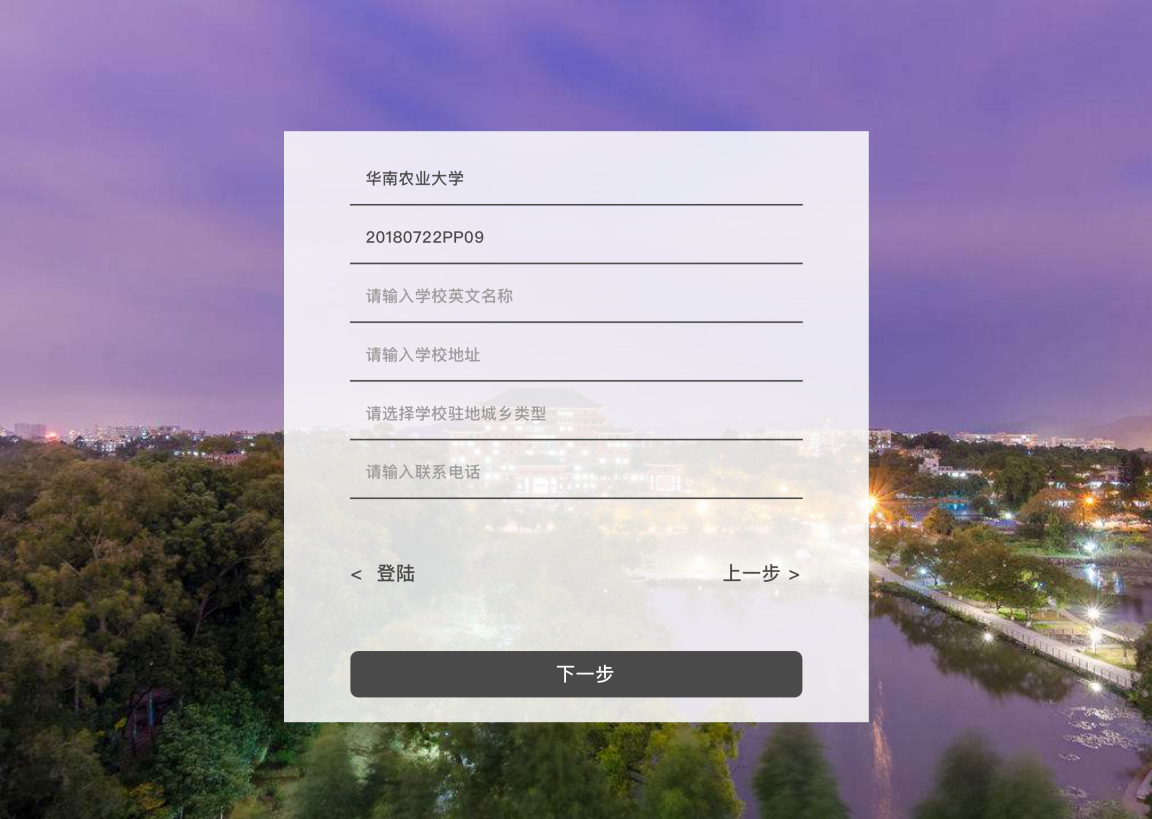 华南农业大学
20180722PP09
请输入学校英文名称
请输入学校地址
请选择学校驻地城乡类型
请输入联系电话
< 登陆 上一步 >
下一步